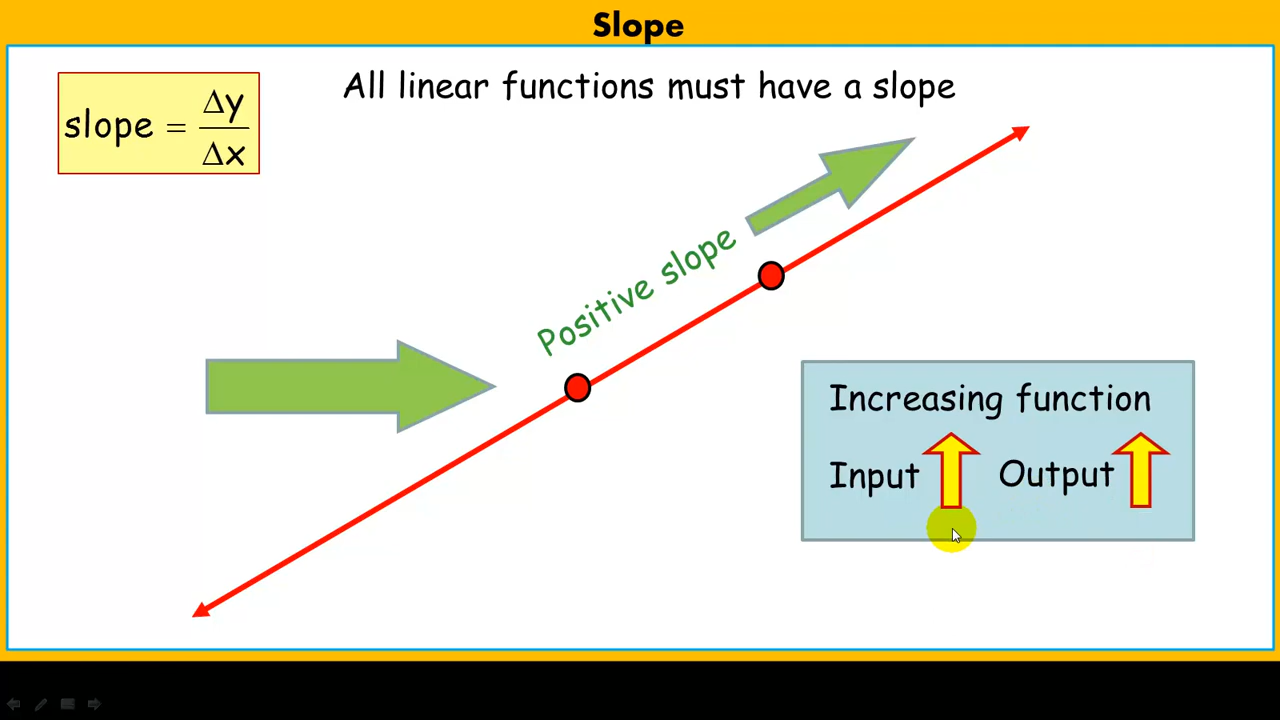 Slope
All linear functions must have a slope
slope = Δy/Δx
Positive slope
Increasing function
Input Output